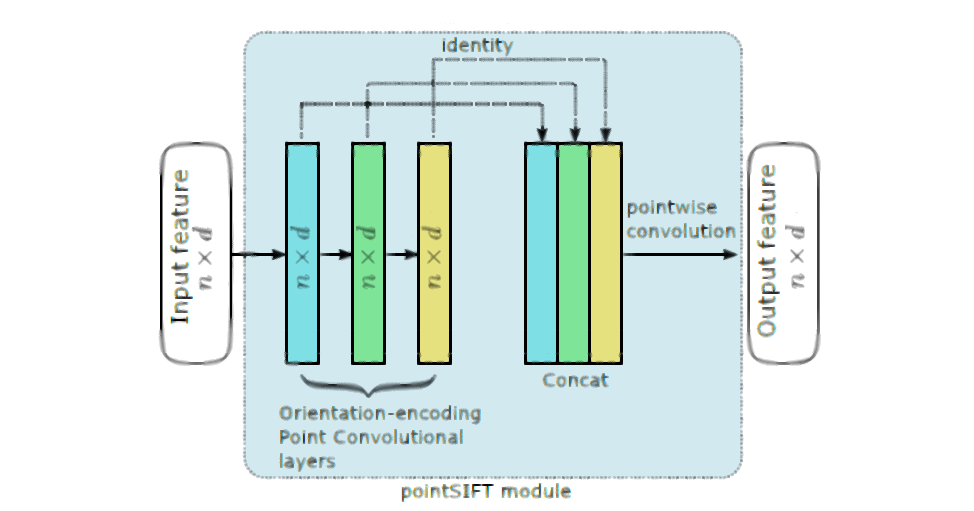 identity
Input feature
n × d
n × d
n × d
n × d
pointwise
convolution
Output feature
n × d
Concat
Orientation-encoding
Point Convolutional
layers
pointSIFT module